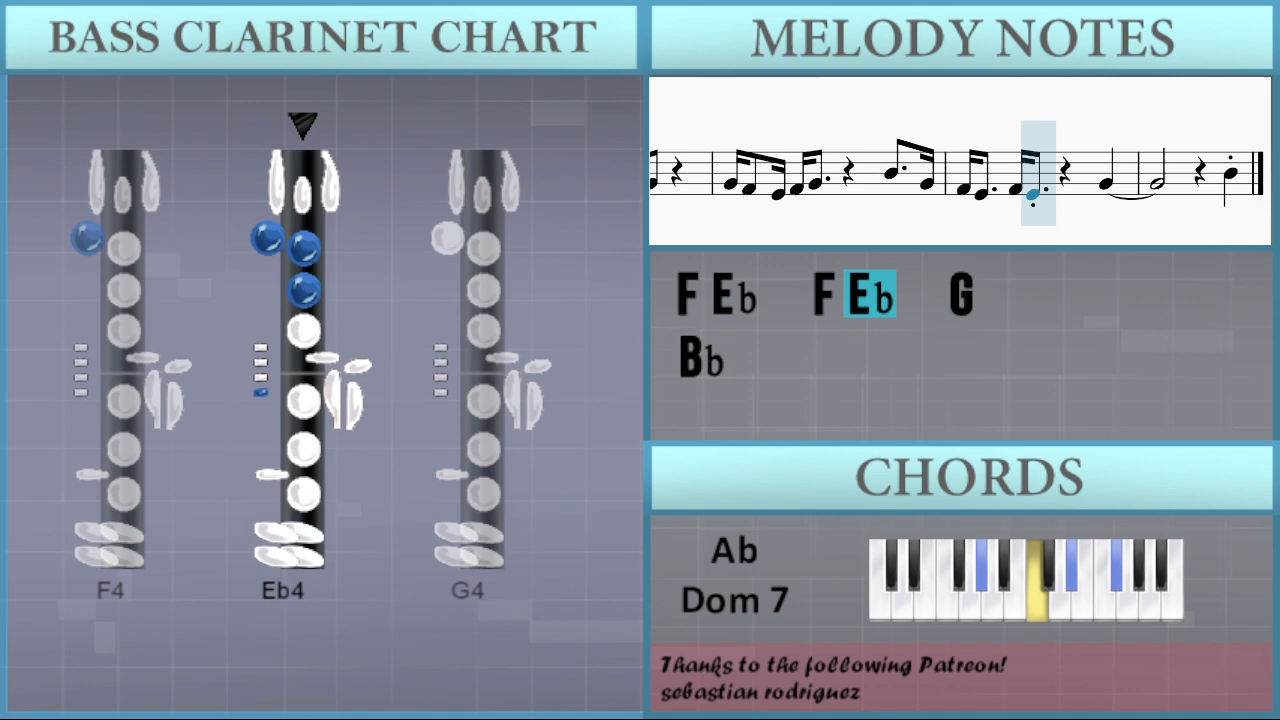 BASS CLARINET CHART
F4 Eb4 G4
MELODY NOTES
F Eb F Eb G
Bb
CHORDS
Ab
Dom 7
Thanks to the following Patreon!
sebastian rodriguez